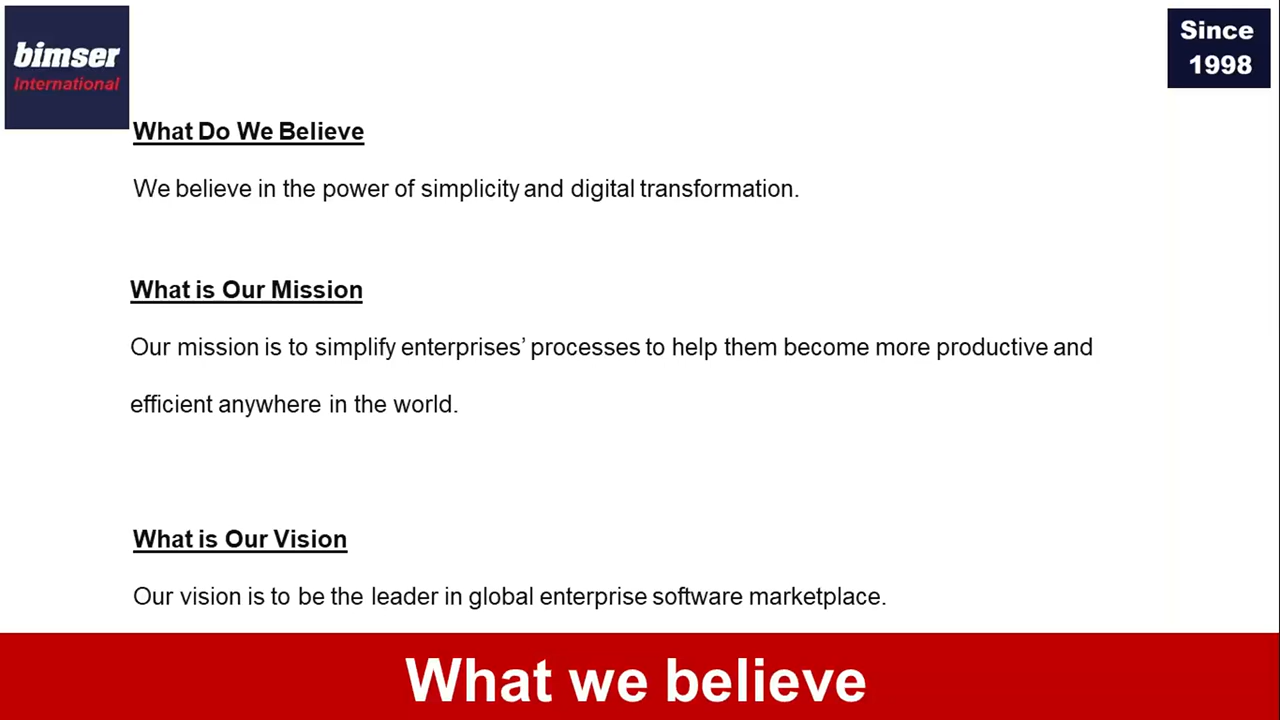 bimser
International
Since
1998
What Do We Believe
We believe in the power of simplicity and digital transformation.
What is Our Mission
Our mission is to simplify enterprises’ processes to help them become more productive and
efficient anywhere in the world.
What is Our Vision
Our vision is to be the leader in global enterprise software marketplace.
What we believe